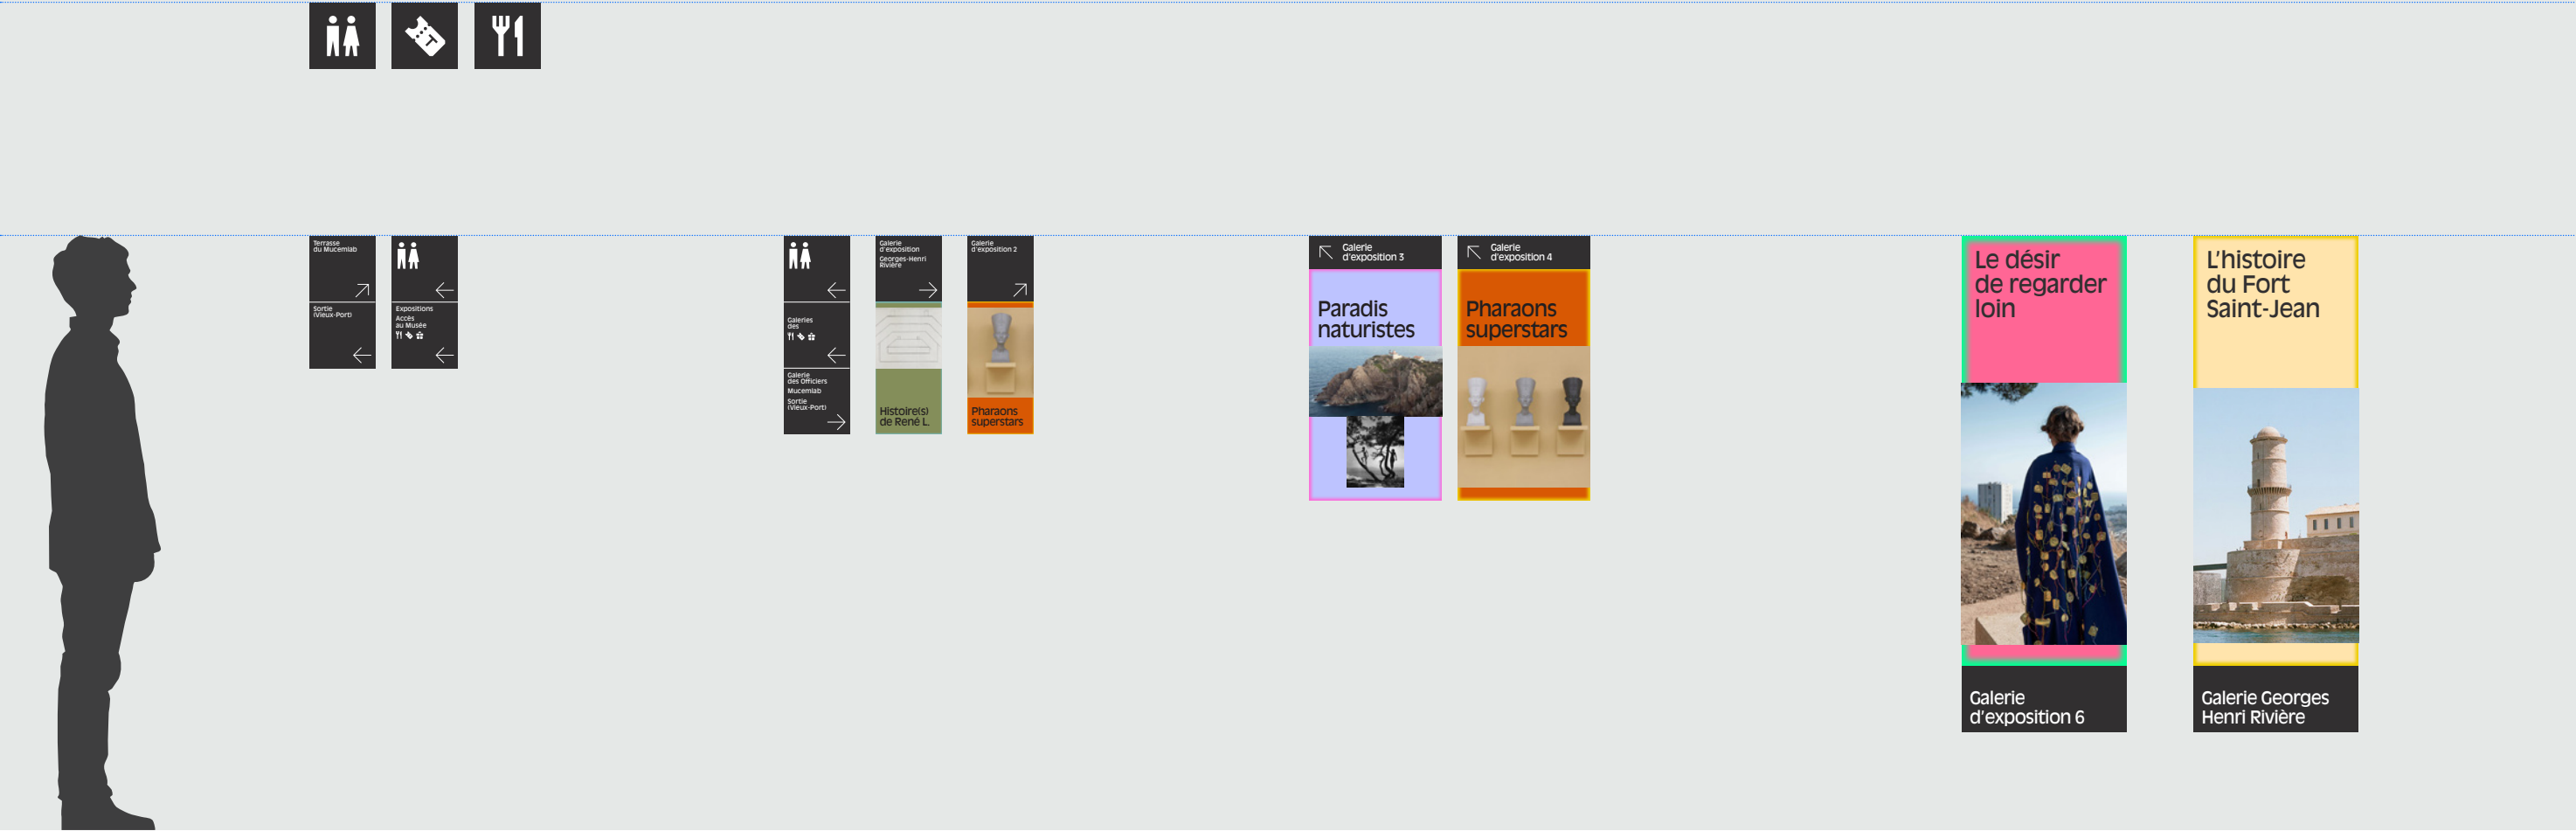 Terrasse
du Mucemlab
Sortie
(Vieux-Port)
Expositions
Accès
au Musée
Galeries
des
Galerie
des Officiers
Mucemlab
Sortie
(Vieux-Port)
Galerie
d'exposition
Georges-Henri
Rivière
Histoire(s)
de René L.
Galerie
d'exposition 2
Pharaons
superstars
Galerie
d'exposition 3
Paradis
naturistes
Galerie
d'exposition 4
Pharaons
superstars
Le désir
de regarder
loin
Galerie
d'exposition 6
L'histoire
du Fort
Saint-Jean
Galerie Georges
Henri Rivière